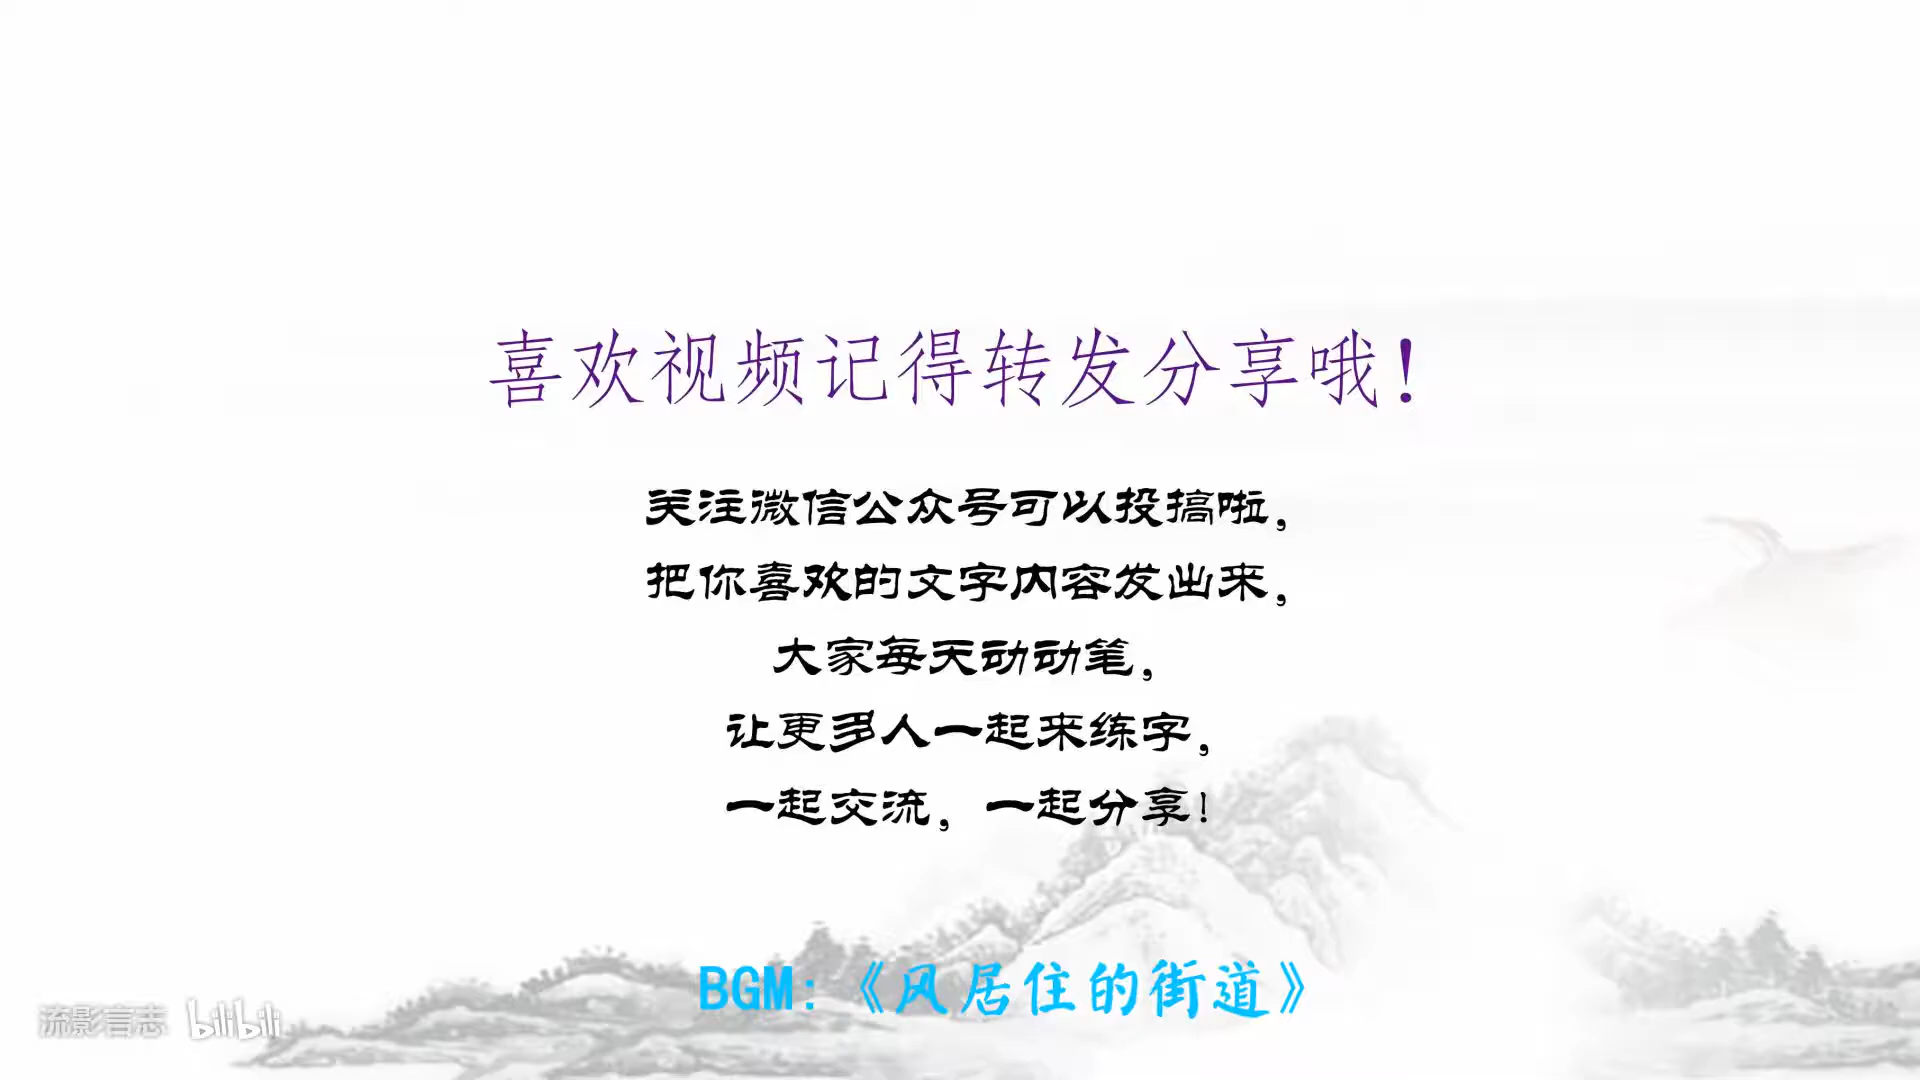 喜欢视频记得转发分享哦！
关注微信公众号可以投搞啦，
把你喜欢的文字内容发出来，
大家每天动动笔，
让更多人一起来练字，
一起交流，一起分享！
BGM:《风居住的街道》
流影言志 bilibili